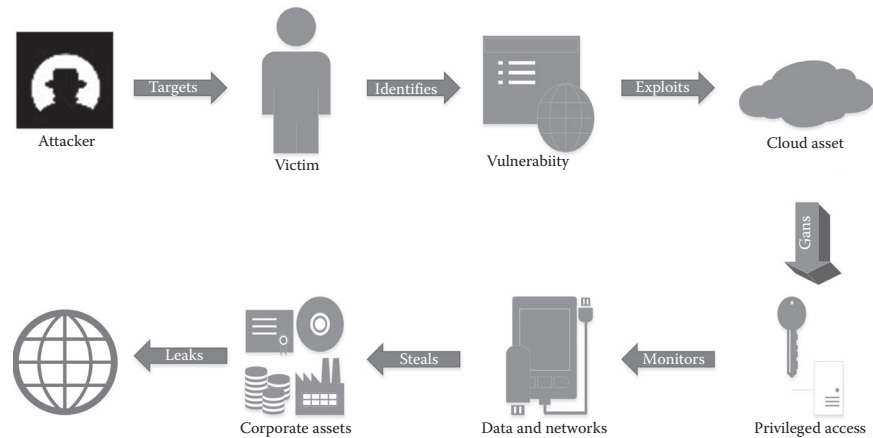 Targets
Identifies
Exploits
Attacker
Victim
Vulnerabiity
Cloud asset
Gans
Leaks
Steals
Monitors
Corporate assets
Data and networks
Privileged access